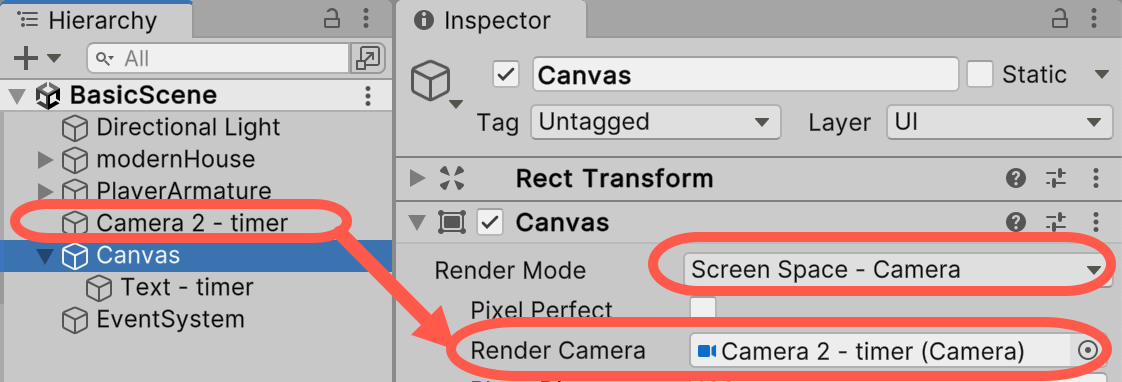 Hierarchy
All
BasicScene
Directional Light
modernHouse
PlayerArmature
Camera 2 - timer
Canvas
Text - timer
EventSystem
Inspector
Canvas
Static
Tag Untagged Layer UI
Rect Transform
Canvas
Render Mode Screen Space - Camera
Pixel Perfect
Render Camera Camera 2 - timer (Camera)